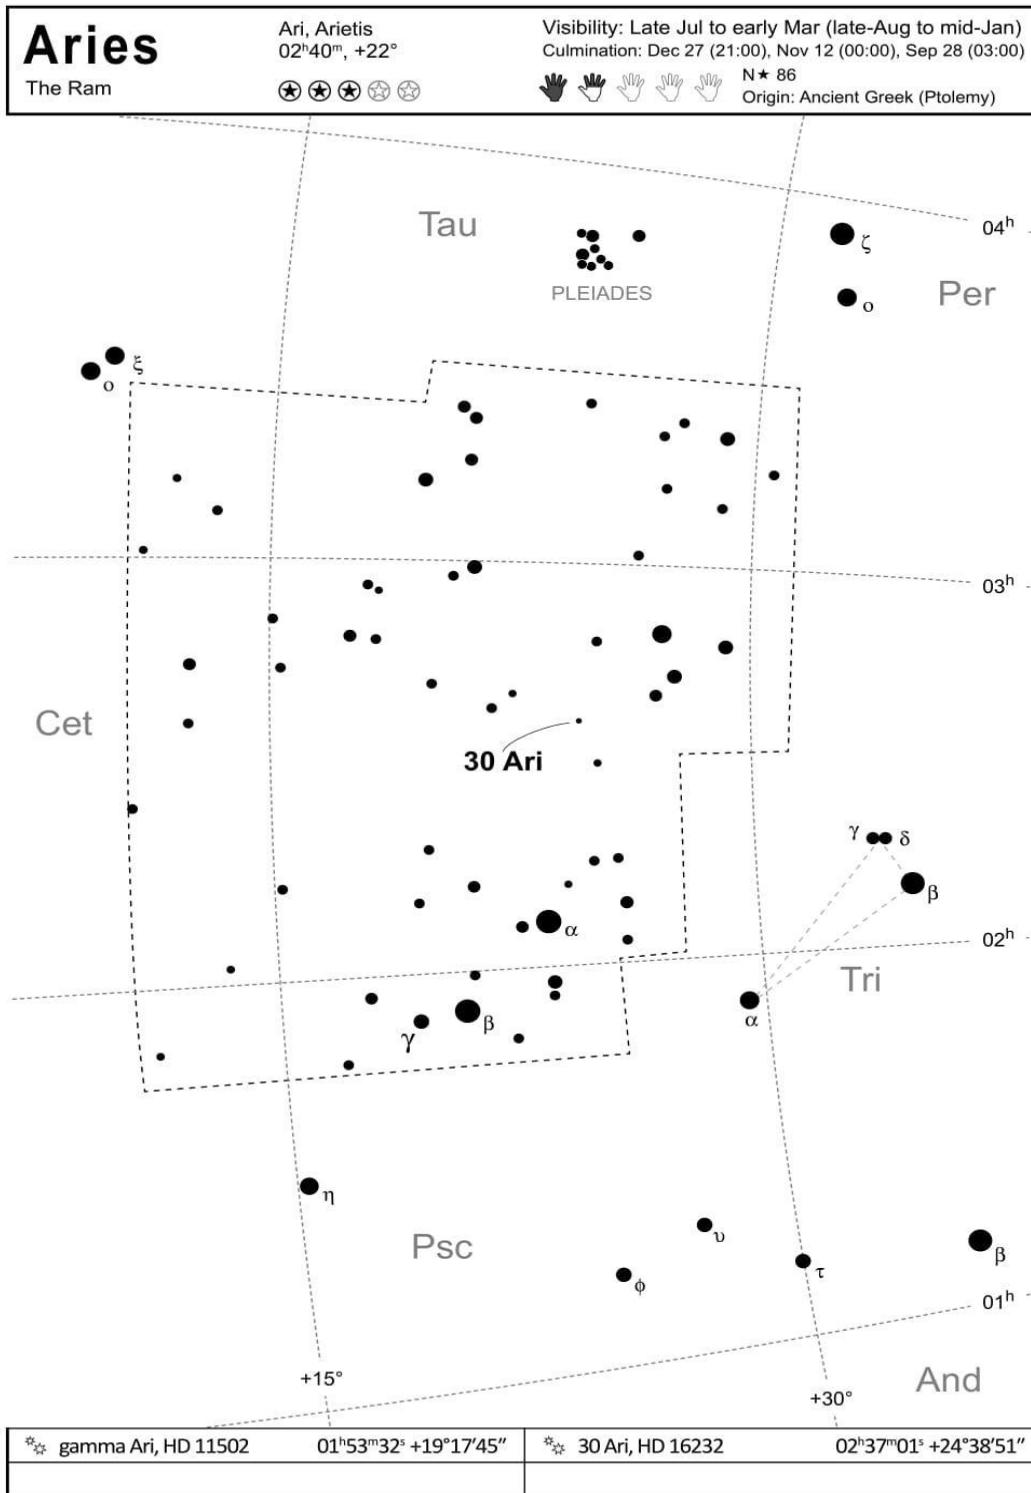 Aries
The Ram
Ari, Arietis
02ʰ40ᵐ, +22°
Visibility: Late Jul to early Mar (late-Aug to mid-Jan)
Culmination: Dec 27 (21:00), Nov 12 (00:00), Sep 28 (03:00)
N★ 86
Origin: Ancient Greek (Ptolemy)
Tau
04ʰ
ζ
PLEIADES
Per
ο
ξ
ο
03ʰ
Cet
30 Ari
γ δ
β
α
02ʰ
Tri
α
β
γ
η
Psc
υ
β
τ
φ
01ʰ
+15°
And
+30°
gamma Ari, HD 11502 01ʰ53ᵐ32ˢ +19°17′45″
30 Ari, HD 16232 02ʰ37ᵐ01ˢ +24°38′51″